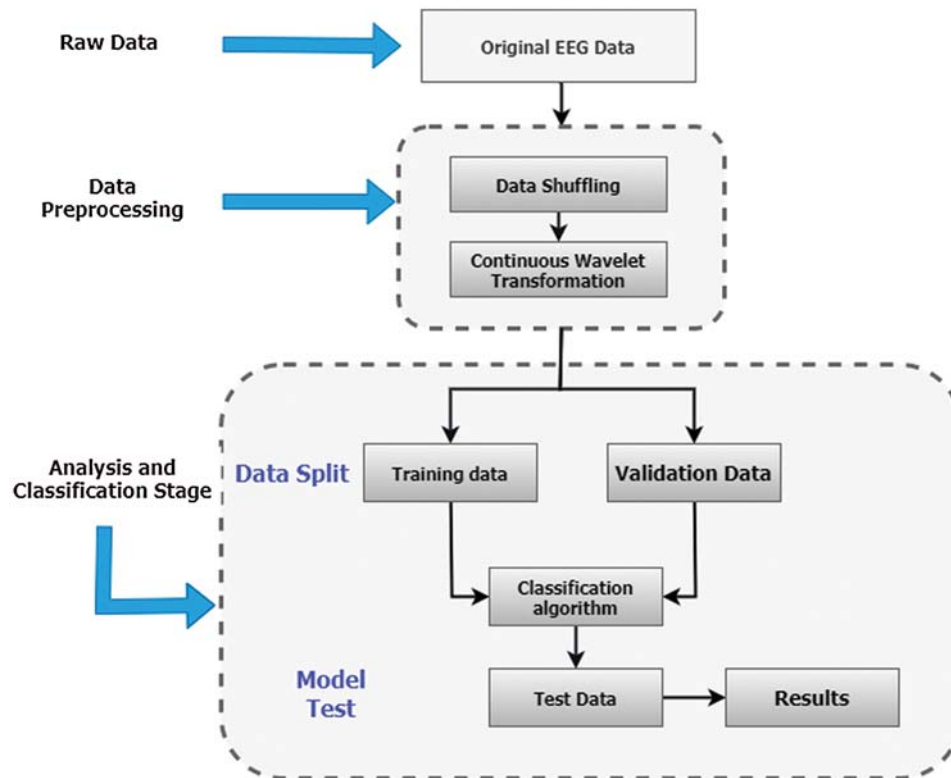 Raw Data
Original EEG Data
Data
Preprocessing
Data Shuffling
Continuous Wavelet
Transformation
Analysis and
Classification Stage
Data Split
Training data
Validation Data
Classification
algorithm
Model
Test
Test Data
Results